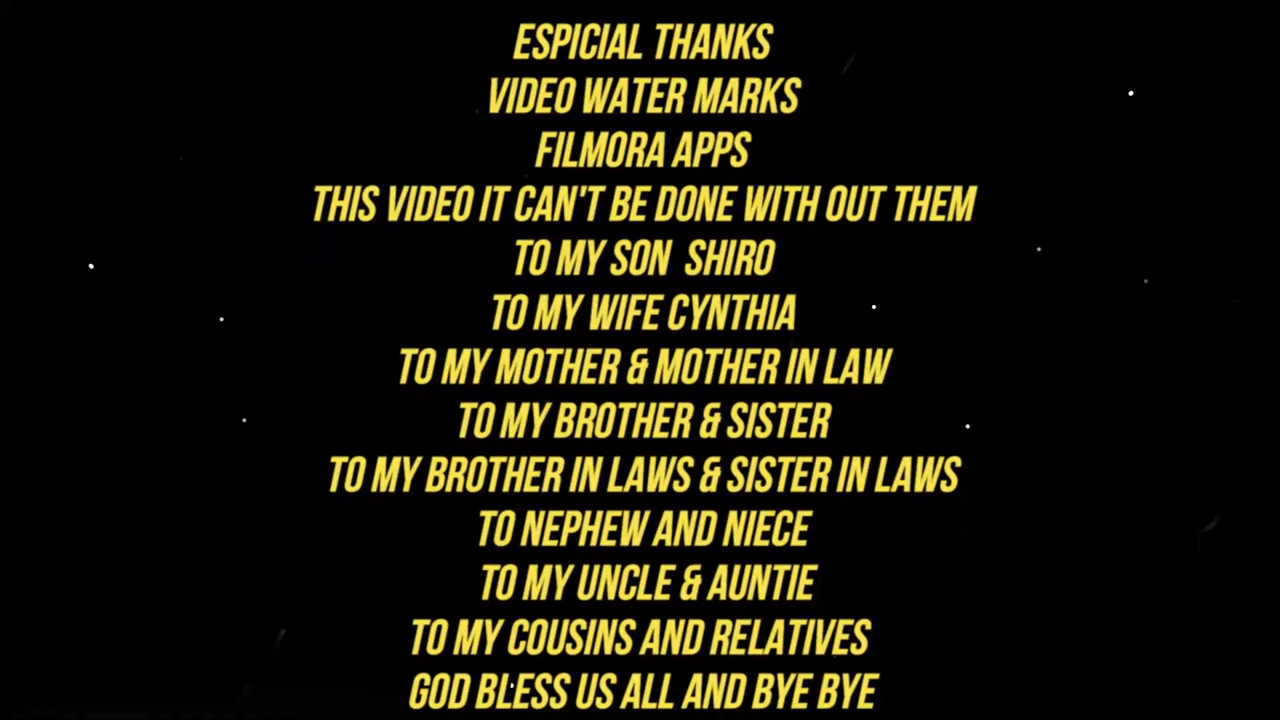 ESPICIAL THANKS
VIDEO WATER MARKS
FILMORA APPS
THIS VIDEO IT CAN'T BE DONE WITH OUT THEM
TO MY SON SHIRO
TO MY WIFE CYNTHIA
TO MY MOTHER & MOTHER IN LAW
TO MY BROTHER & SISTER
TO MY BROTHER IN LAWS & SISTER IN LAWS
TO NEPHEW AND NIECE
TO MY UNCLE & AUNTIE
TO MY COUSINS AND RELATIVES
GOD BLESS US ALL AND BYE BYE